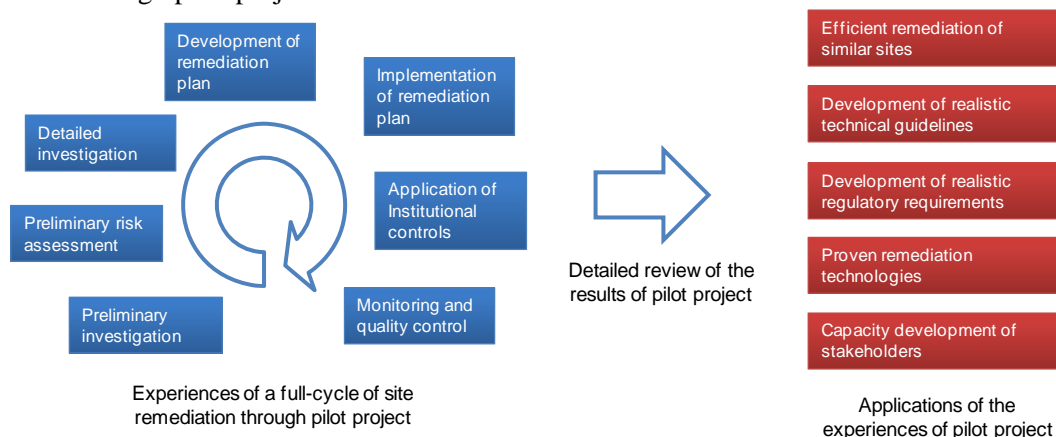 Development of
remediation
plan
Implementation
of remediation
plan
Detailed
investigation
Application of
Institutional
controls
Preliminary risk
assessment
Preliminary
investigation
Monitoring and
quality control
Experiences of a full-cycle of site
remediation through pilot project
Detailed review of the
results of pilot project
Efficient remediation of
similar sites
Development of realistic
technical guidelines
Development of realistic
regulatory requirements
Proven remediation
technologies
Capacity development of
stakeholders
Applications of the
experiences of pilot project